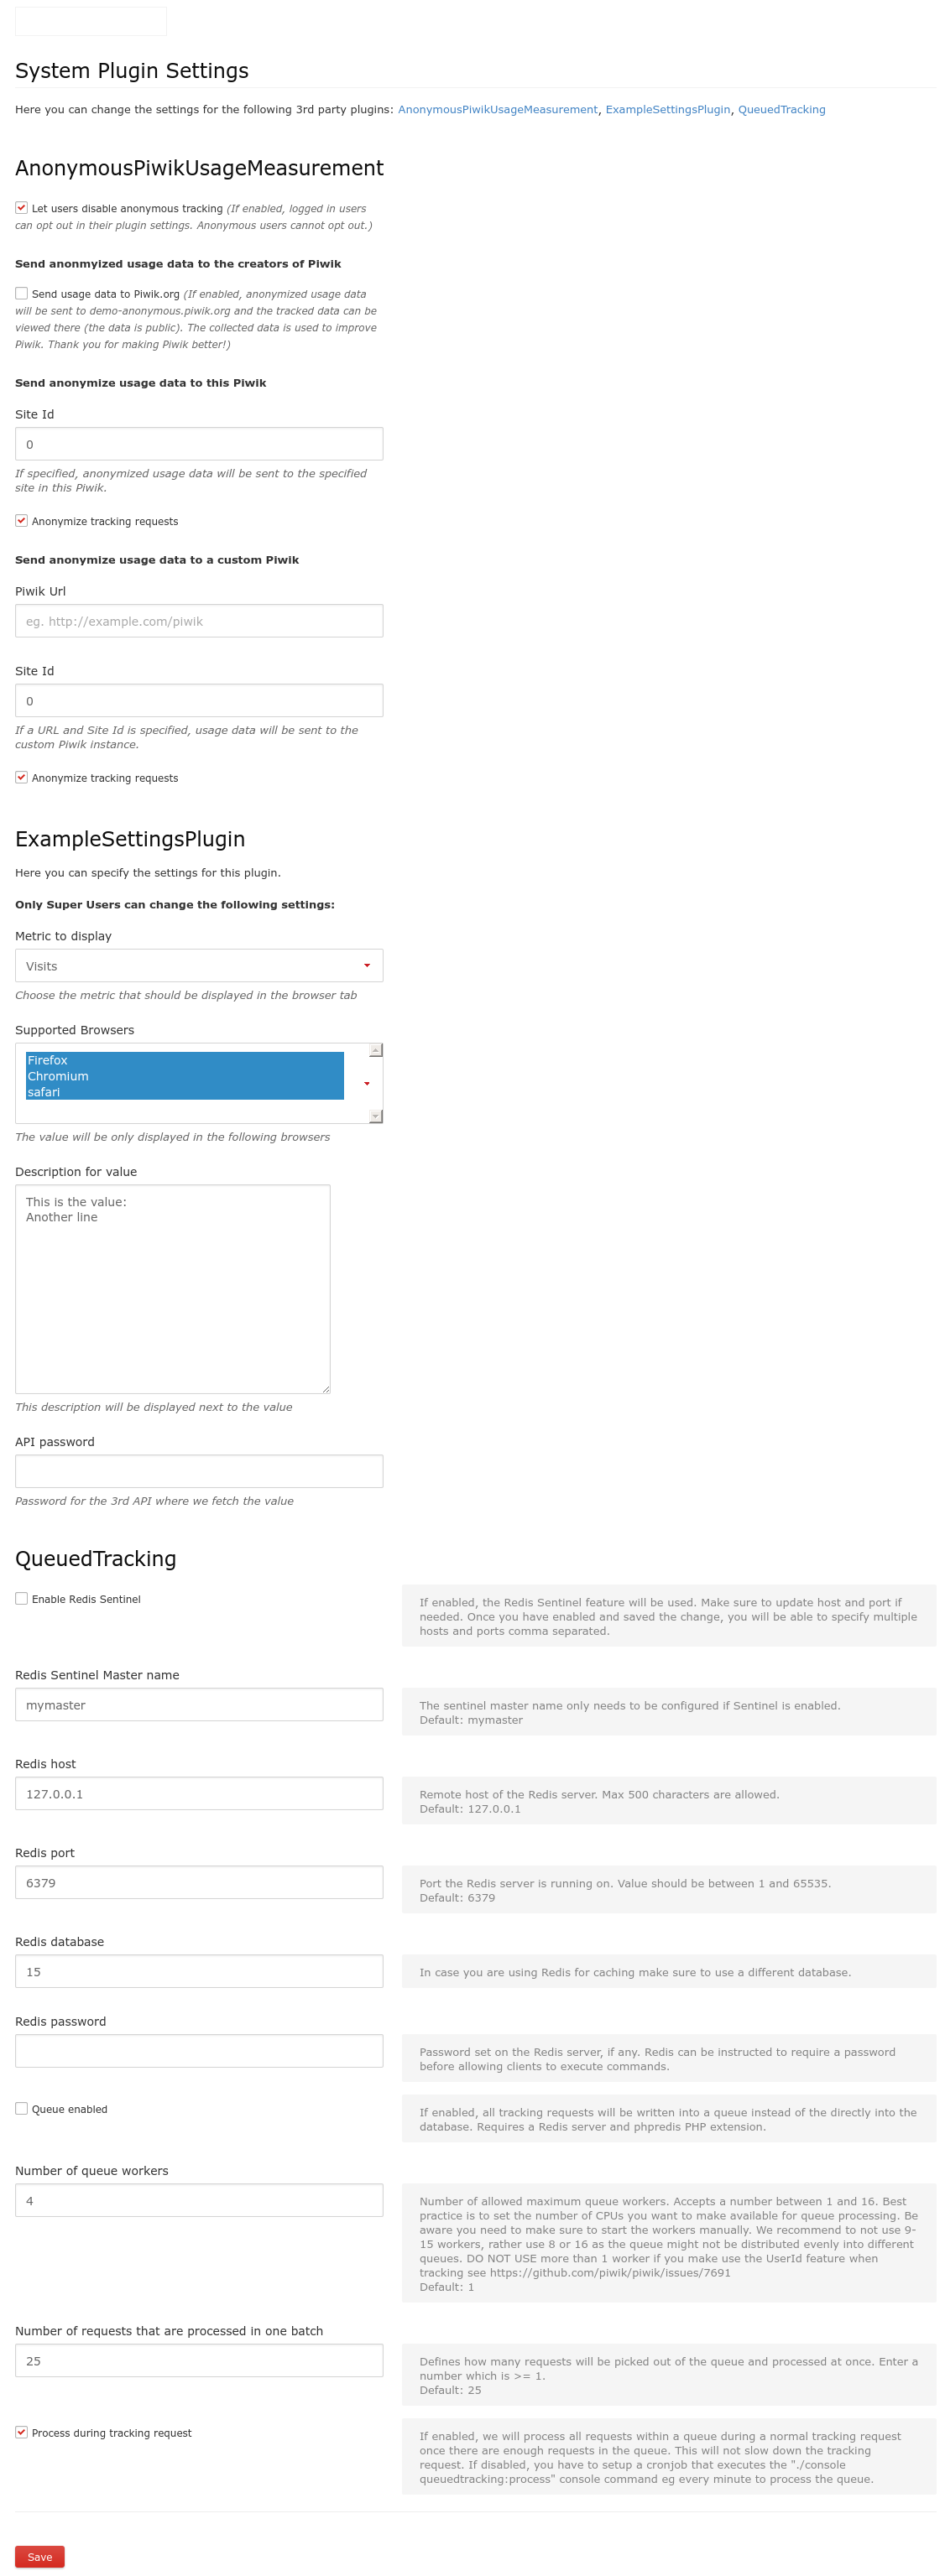 System Plugin Settings
Here you can change the settings for the following 3rd party plugins: AnonymousPiwikUsageMeasurement, ExampleSettingsPlugin, QueuedTracking
AnonymousPiwikUsageMeasurement
Let users disable anonymous tracking (If enabled, logged in users
can opt out in their plugin settings. Anonymous users cannot opt out.)
Send anonmyized usage data to the creators of Piwik
Send usage data to Piwik.org (If enabled, anonymized usage data
will be sent to demo-anonymous.piwik.org and the tracked data can be
viewed there (the data is public). The collected data is used to improve
Piwik. Thank you for making Piwik better!)
Send anonymize usage data to this Piwik
Site Id
0
If specified, anonymized usage data will be sent to the specified
site in this Piwik.
Anonymize tracking requests
Send anonymize usage data to a custom Piwik
Piwik Url
eg. http://example.com/piwik
Site Id
0
If a URL and Site Id is specified, usage data will be sent to the
custom Piwik instance.
Anonymize tracking requests
ExampleSettingsPlugin
Here you can specify the settings for this plugin.
Only Super Users can change the following settings:
Metric to display
Visits
Choose the metric that should be displayed in the browser tab
Supported Browsers
Firefox
Chromium
safari
The value will be only displayed in the following browsers
Description for value
This is the value:
Another line
This description will be displayed next to the value
API password
Password for the 3rd API where we fetch the value
QueuedTracking
Enable Redis Sentinel
If enabled, the Redis Sentinel feature will be used. Make sure to update host and port if
needed. Once you have enabled and saved the change, you will be able to specify multiple
hosts and ports comma separated.
Redis Sentinel Master name
mymaster
The sentinel master name only needs to be configured if Sentinel is enabled.
Default: mymaster
Redis host
127.0.0.1
Remote host of the Redis server. Max 500 characters are allowed.
Default: 127.0.0.1
Redis port
6379
Port the Redis server is running on. Value should be between 1 and 65535.
Default: 6379
Redis database
15
In case you are using Redis for caching make sure to use a different database.
Redis password
Password set on the Redis server, if any. Redis can be instructed to require a password
before allowing clients to execute commands.
Queue enabled
If enabled, all tracking requests will be written into a queue instead of the directly into the
database. Requires a Redis server and phpredis PHP extension.
Number of queue workers
4
Number of allowed maximum queue workers. Accepts a number between 1 and 16. Best
practice is to set the number of CPUs you want to make available for queue processing. Be
aware you need to make sure to start the workers manually. We recommend to not use 9-
15 workers, rather use 8 or 16 as the queue might not be distributed evenly into different
queues. DO NOT USE more than 1 worker if you make use the UserId feature when
tracking see https://github.com/piwik/piwik/issues/7691
Default: 1
Number of requests that are processed in one batch
25
Defines how many requests will be picked out of the queue and processed at once. Enter a
number which is >= 1.
Default: 25
Process during tracking request
If enabled, we will process all requests within a queue during a normal tracking request
once there are enough requests in the queue. This will not slow down the tracking
request. If disabled, you have to setup a cronjob that executes the "./console
queuedtracking:process" console command eg every minute to process the queue.
Save